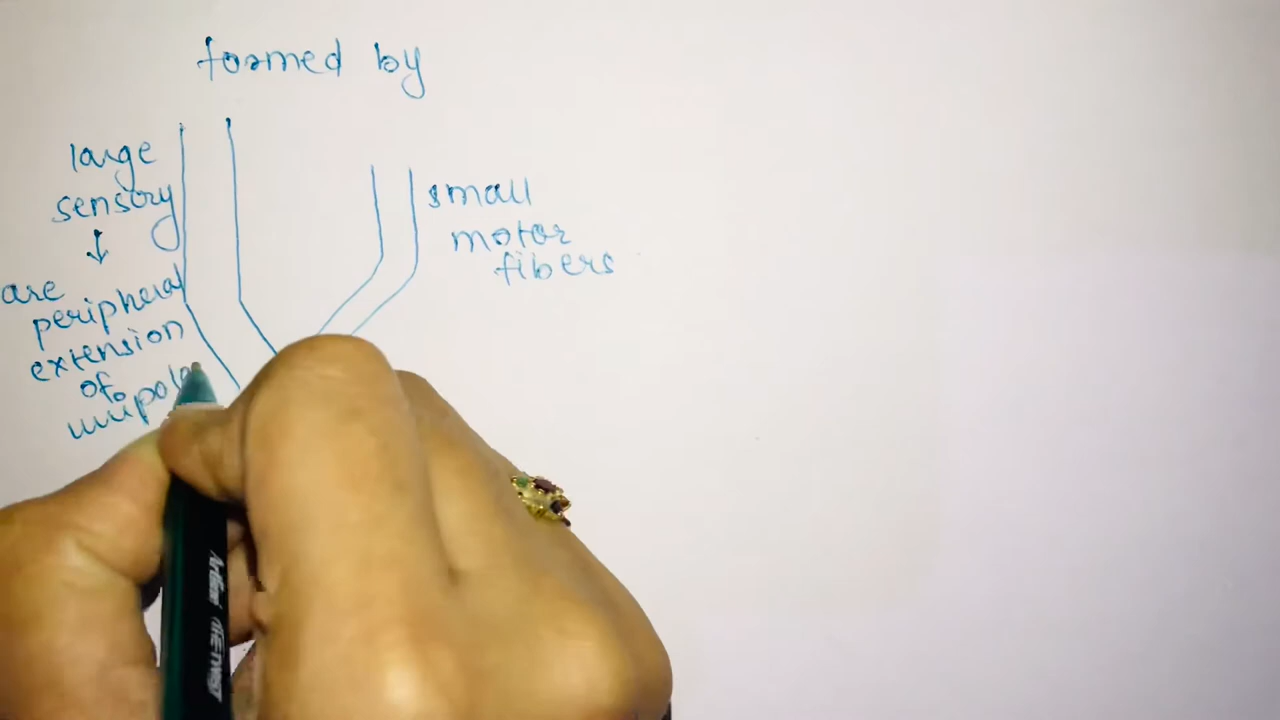 formed by
large
sensory
↓
are
peripheral
extension
of
small
motor
fibers